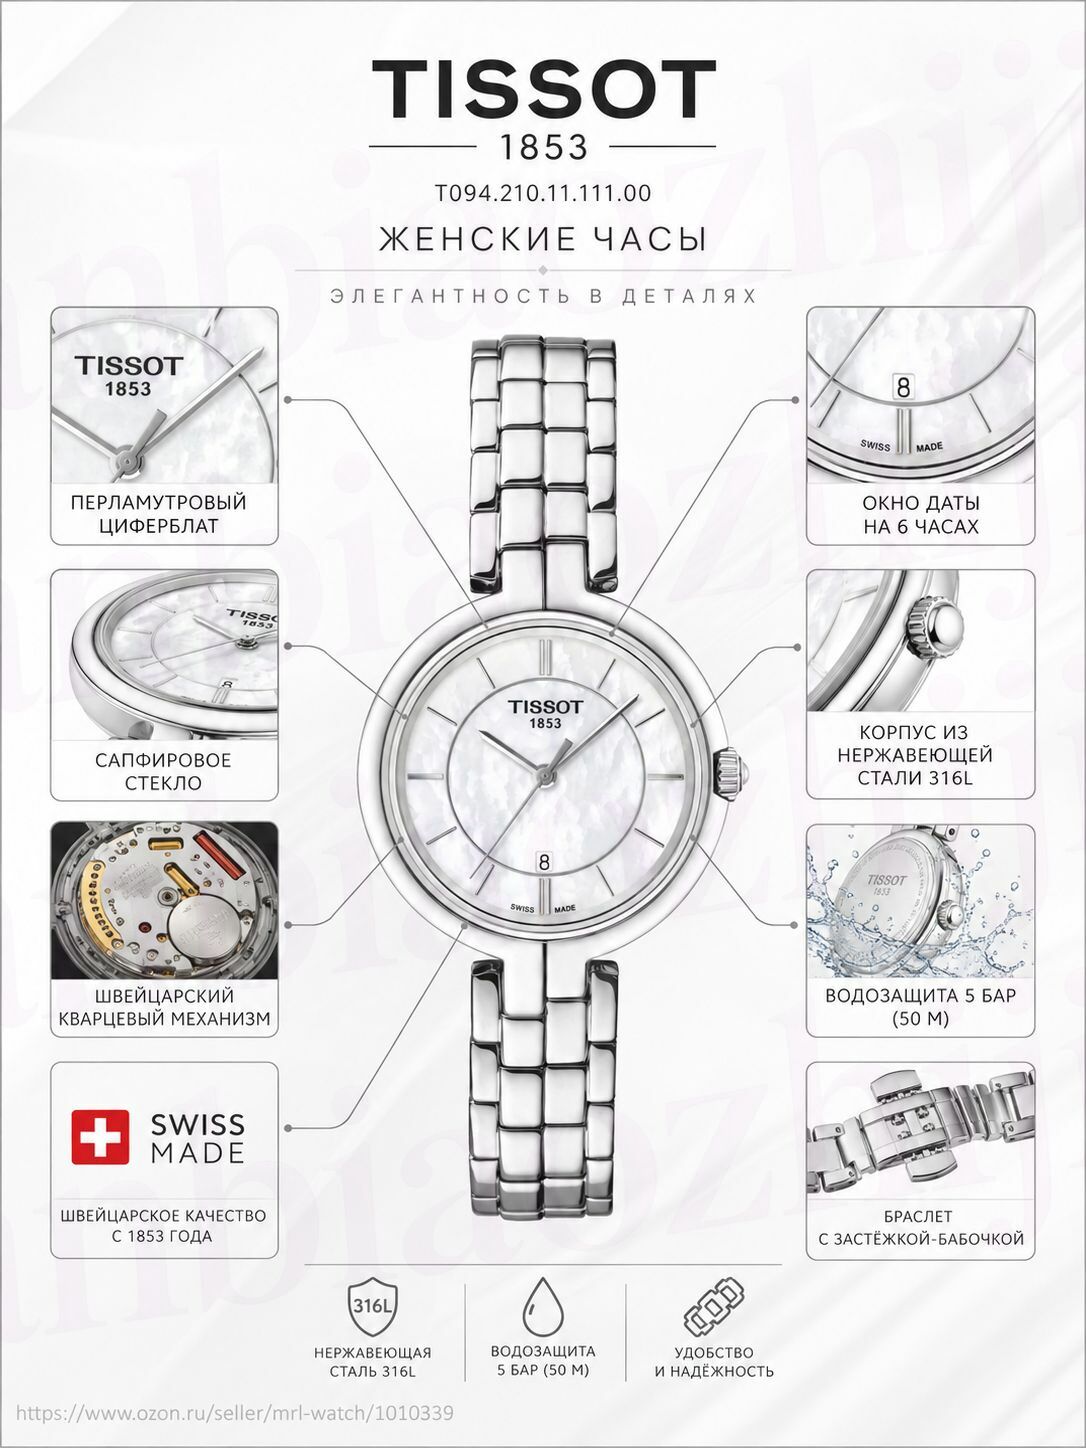 TISSOT
1853
T094.210.11.111.00
ЖЕНСКИЕ ЧАСЫ
ЭЛЕГАНТНОСТЬ В ДЕТАЛЯХ
TISSOT
1853
ПЕРЛАМУТРОВЫЙ
ЦИФЕРБЛАТ
8
SWISS MADE
ОКНО ДАТЫ
НА 6 ЧАСАХ
TISSO
1853
8
САПФИРОВОЕ
СТЕКЛО
КОРПУС ИЗ
НЕРЖАВЕЮЩЕЙ
СТАЛИ 316L
TISSOT
1853
8
SWISS MADE
ШВЕЙЦАРСКИЙ
КВАРЦЕВЫЙ МЕХАНИЗМ
TISSOT
1853
ВОДОЗАЩИТА 5 БАР
(50 М)
SWISS
MADE
ШВЕЙЦАРСКОЕ КАЧЕСТВО
С 1853 ГОДА
БРАСЛЕТ
С ЗАСТЁЖКОЙ-БАБОЧКОЙ
316L
НЕРЖАВЕЮЩАЯ
СТАЛЬ 316L
ВОДОЗАЩИТА
5 БАР (50 М)
УДОБСТВО
И НАДЁЖНОСТЬ
https://www.ozon.ru/seller/mrl-watch/1010339